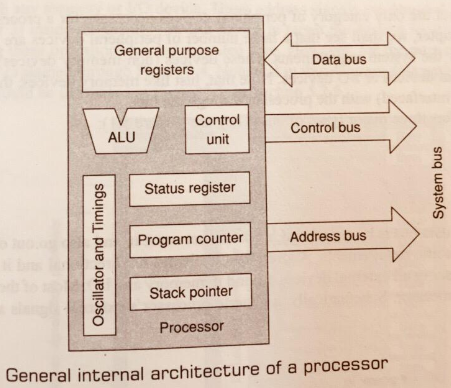 General purpose
registers
Data bus
ALU
Control
unit
Control bus
System bus
Oscillator and Timings
Status register
Program counter
Address bus
Stack pointer
Processor
General internal architecture of a processor